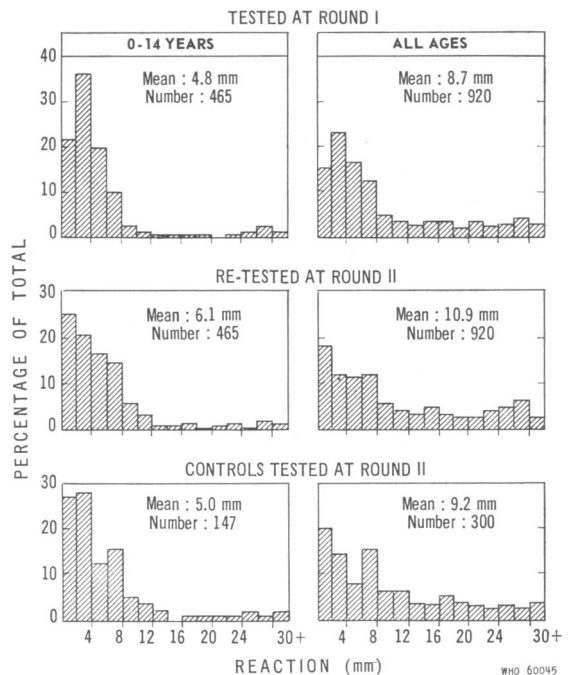 TESTED AT ROUND I
0-14 YEARS ALL AGES
40
30
20
10
0
Mean : 4.8 mm
Number : 465
Mean : 8.7 mm
Number : 920
RE-TESTED AT ROUND II
30
20
10
0
Mean : 6.1 mm
Number : 465
Mean : 10.9 mm
Number : 920
CONTROLS TESTED AT ROUND II
30
20
10
0
Mean : 5.0 mm
Number : 147
Mean : 9.2 mm
Number : 300
4 8 12 16 20 24 30+ 4 8 12 16 20 24 30+
PERCENTAGE OF TOTAL
REACTION (mm)
WHO 60045